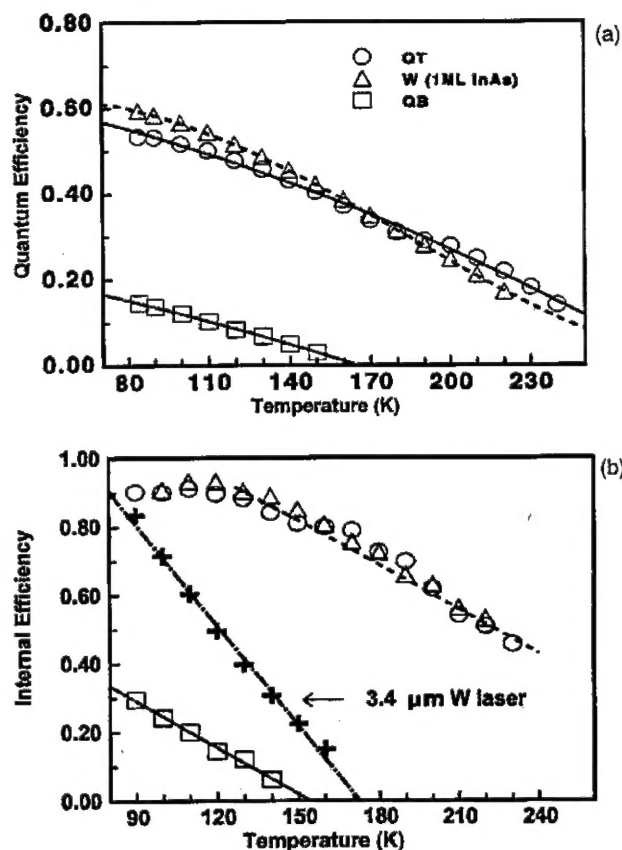 0.80
(a)
QT
W (1ML InAs)
QB
0.60
0.40
0.20
0.00
Quantum Efficiency
80 110 140 170 200 230
Temperature (K)
1.00
(b)
0.80
0.60
0.40
0.20
0.00
Internal Efficiency
← 3.4 μm W laser
90 120 150 180 210 240
Temperature (K)